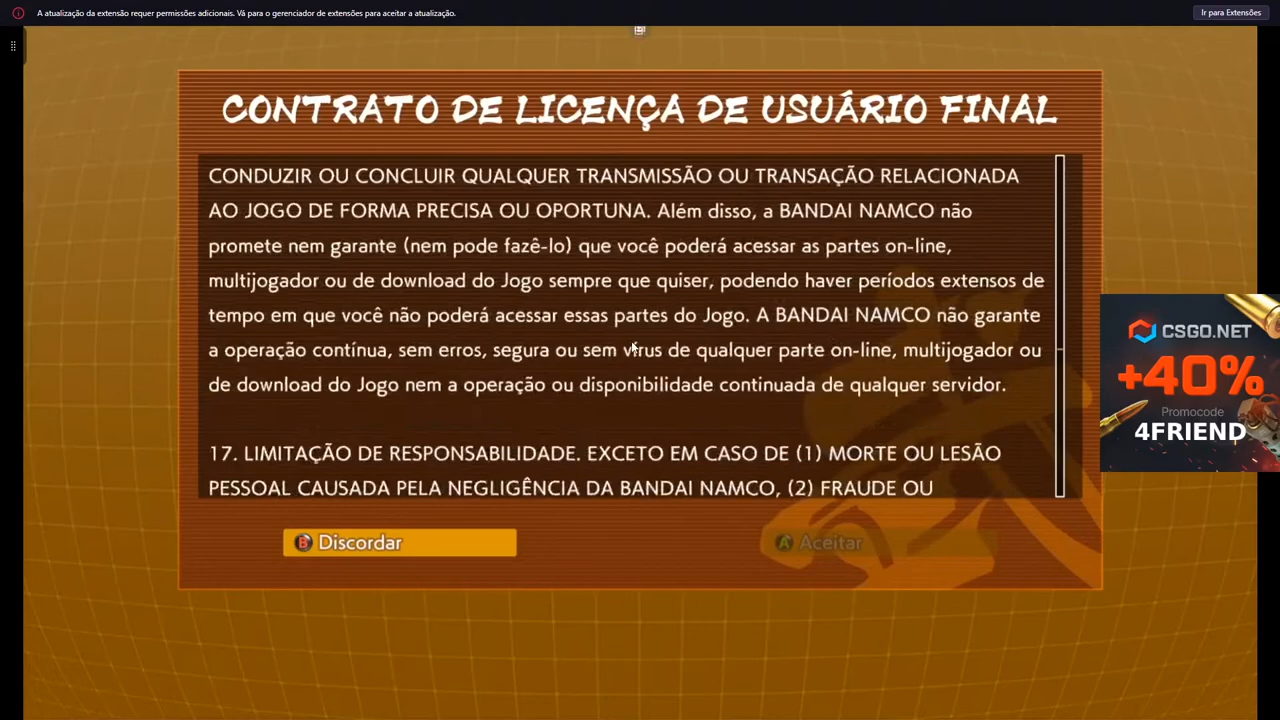 A atualização da extensão requer permissões adicionais. Vá para o gerenciador de extensões para aceitar a atualização.
Ir para Extensões
CONTRATO DE LICENÇA DE USUÁRIO FINAL
CONDUZIR OU CONCLUIR QUALQUER TRANSMISSÃO OU TRANSAÇÃO RELACIONADA
AO JOGO DE FORMA PRECISA OU OPORTUNA. Além disso, a BANDAI NAMCO não
promete nem garante (nem pode fazê-lo) que você poderá acessar as partes on-line,
multijogador ou de download do Jogo sempre que quiser, podendo haver períodos extensos de
tempo em que você não poderá acessar essas partes do Jogo. A BANDAI NAMCO não garante
a operação contínua, sem erros, segura ou sem vírus de qualquer parte on-line, multijogador ou
de download do Jogo nem a operação ou disponibilidade continuada de qualquer servidor.
17. LIMITAÇÃO DE RESPONSABILIDADE. EXCETO EM CASO DE (1) MORTE OU LESÃO
PESSOAL CAUSADA PELA NEGLIGÊNCIA DA BANDAI NAMCO, (2) FRAUDE OU
B Discordar
A Aceitar
CSGO.NET
+40%
Promocode
4FRIEND